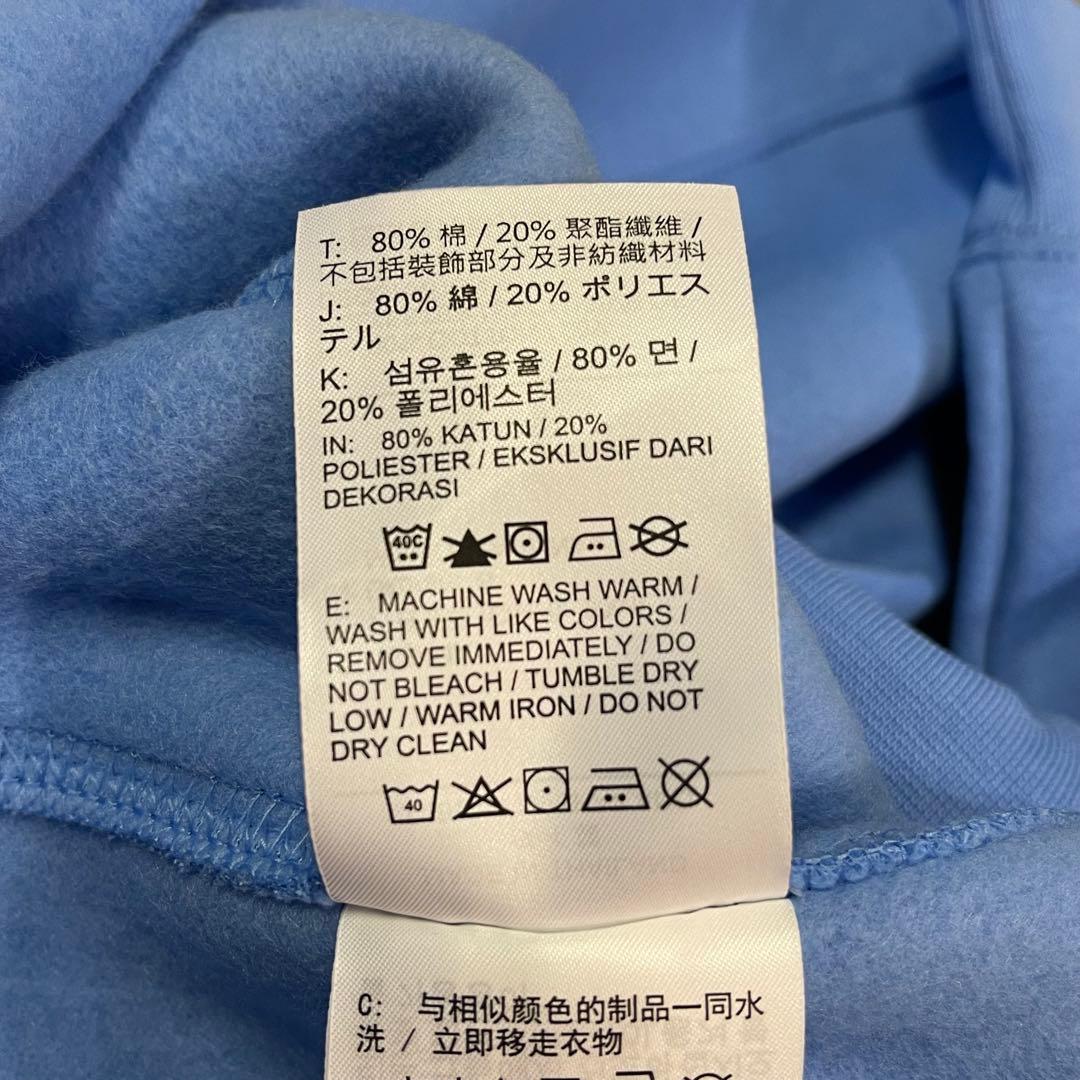 T: 80% 棉 / 20% 聚酯纖維 /
不包括裝飾部分及非紡織材料
J: 80% 綿 / 20% ポリエス
テル
K: 섬유혼용율 / 80% 면 /
20% 폴리에스터
IN: 80% KATUN / 20%
POLIESTER / EKSKLUSIF DARI
DEKORASI
40C
E: MACHINE WASH WARM /
WASH WITH LIKE COLORS /
REMOVE IMMEDIATELY / DO
NOT BLEACH / TUMBLE DRY
LOW / WARM IRON / DO NOT
DRY CLEAN
40
C: 与相似颜色的制品一同水
洗 / 立即移走衣物